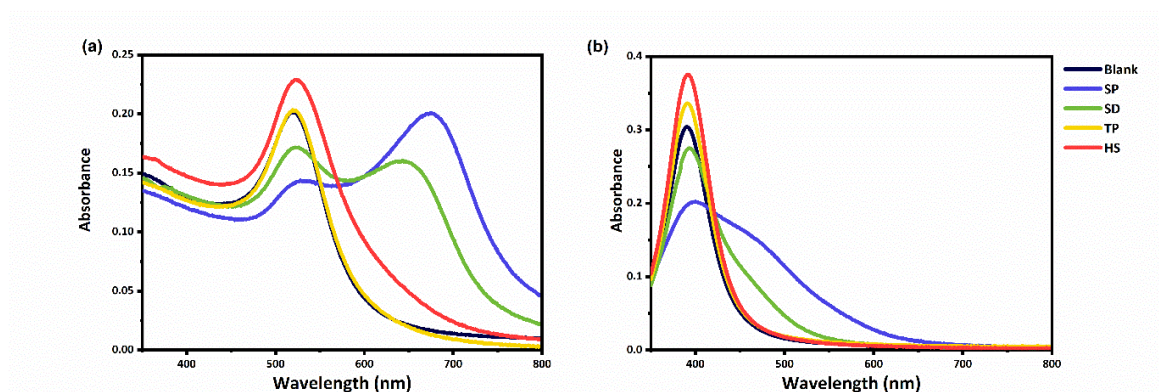 (a)
0.25
0.20
0.15
0.10
0.05
0.00
Absorbance
400 500 600 700 800
Wavelength (nm)
(b)
0.4
0.3
0.2
0.1
0.0
Absorbance
400 500 600 700 800
Wavelength (nm)
Blank
SP
SD
TP
HS